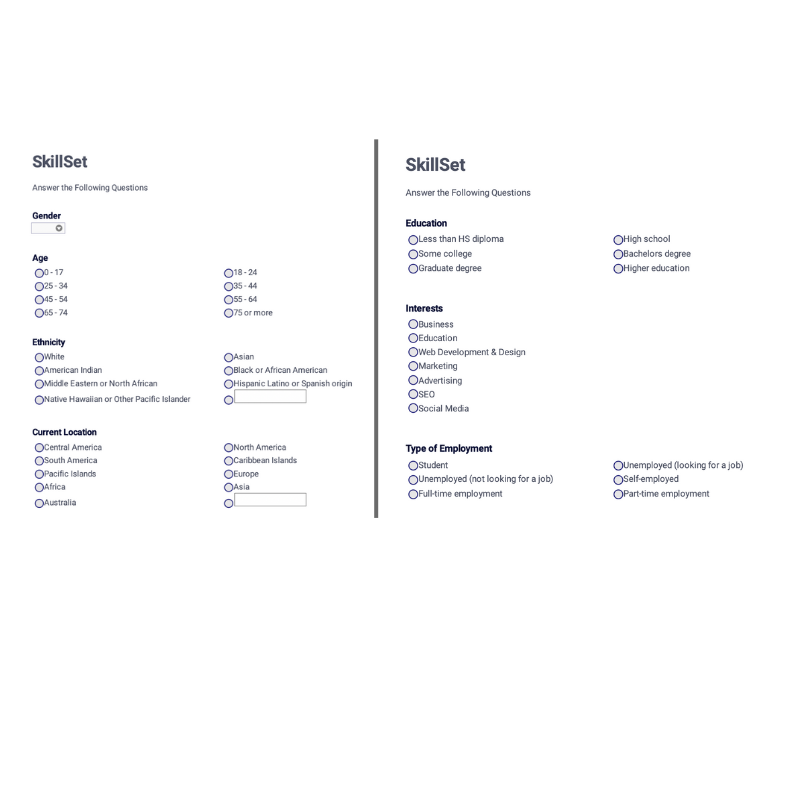 SkillSet
Answer the Following Questions
Gender
Age
0 - 17
18 - 24
25 - 34
35 - 44
45 - 54
55 - 64
65 - 74
75 or more
Ethnicity
White
Asian
American Indian
Black or African American
Middle Eastern or North African
Hispanic Latino or Spanish origin
Native Hawaiian or Other Pacific Islander
Current Location
Central America
North America
South America
Caribbean Islands
Pacific Islands
Europe
Africa
Asia
Australia
SkillSet
Answer the Following Questions
Education
Less than HS diploma
High school
Some college
Bachelors degree
Graduate degree
Higher education
Interests
Business
Education
Web Development & Design
Marketing
Advertising
SEO
Social Media
Type of Employment
Student
Unemployed (looking for a job)
Unemployed (not looking for a job)
Self-employed
Full-time employment
Part-time employment